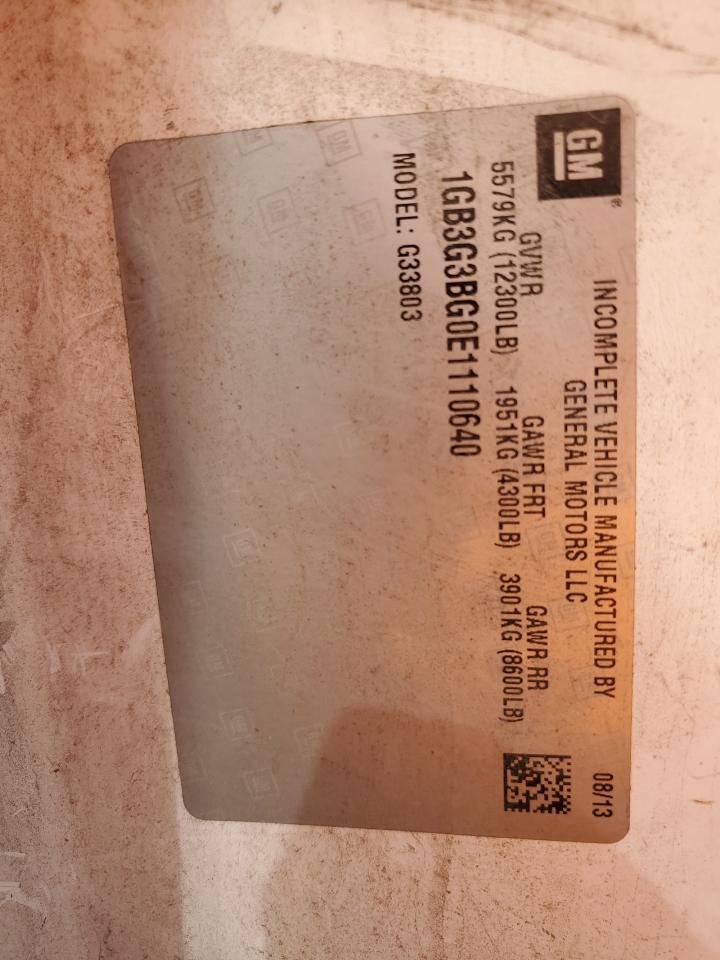 GM®
INCOMPLETE VEHICLE MANUFACTURED BY
GENERAL MOTORS LLC
08/13
GVWR GAWR FRT GAWR RR
5579KG (12300LB) 1951KG (4300LB) 3901KG (8600LB)
1GB3G3BG0E1110640
MODEL: G33803